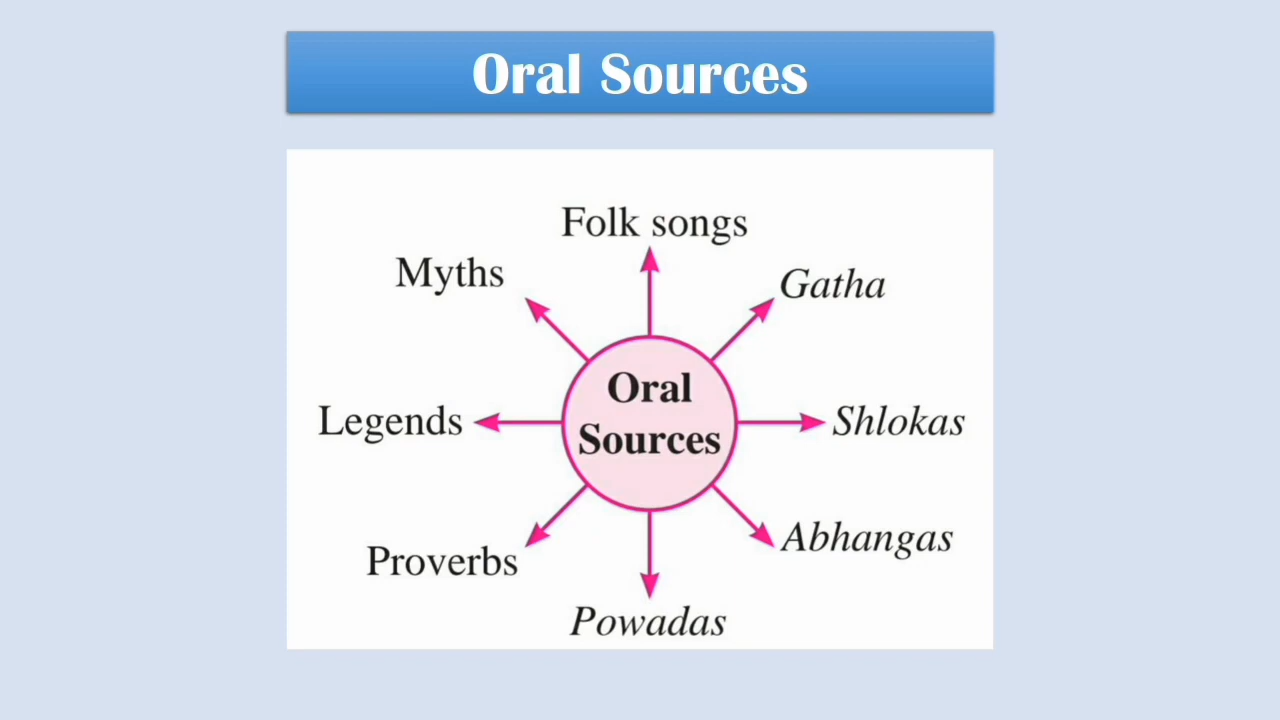 Oral Sources
Folk songs
Myths
Gatha
Oral
Sources
Legends
Shlokas
Proverbs
Abhangas
Powadas